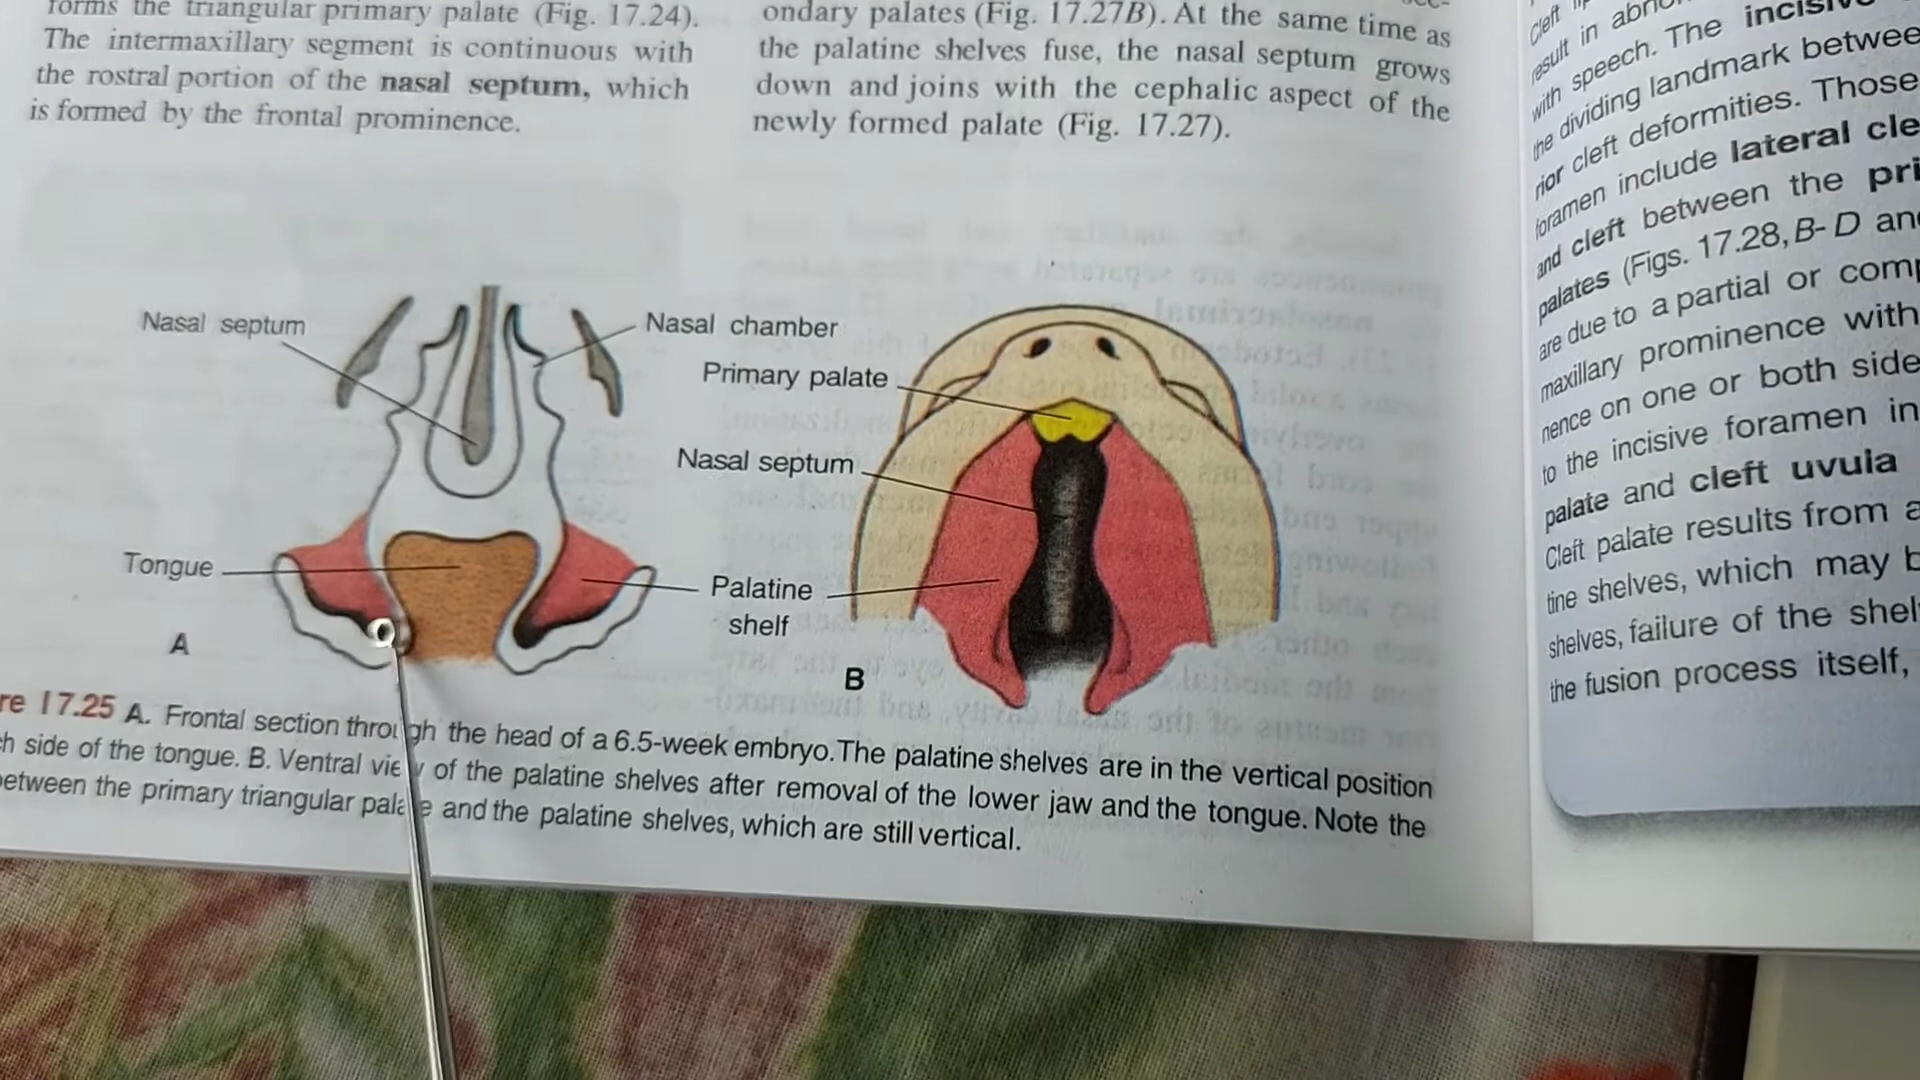 forms the triangular primary palate (Fig. 17.24).
The intermaxillary segment is continuous with
the rostral portion of the nasal septum, which
is formed by the frontal prominence.
ondary palates (Fig. 17.27B). At the same time as
the palatine shelves fuse, the nasal septum grows
down and joins with the cephalic aspect of the
newly formed palate (Fig. 17.27).
Nasal septum
Nasal chamber
Tongue
Palatine
shelf
A
Primary palate
Nasal septum
B
re 17.25 A. Frontal section through the head of a 6.5-week embryo. The palatine shelves are in the vertical position
h side of the tongue. B. Ventral view of the palatine shelves after removal of the lower jaw and the tongue. Note the
etween the primary triangular palate and the palatine shelves, which are still vertical.
Cleft lip
result in abno
with speech. The incisive
the dividing landmark betwee
rior cleft deformities. Those
foramen include lateral cle
and cleft between the pri
palates (Figs. 17.28, B-D an
are due to a partial or comp
maxillary prominence with
nence on one or both side
to the incisive foramen in
palate and cleft uvula
Cleft palate results from a
tine shelves, which may b
shelves, failure of the shel
the fusion process itself,